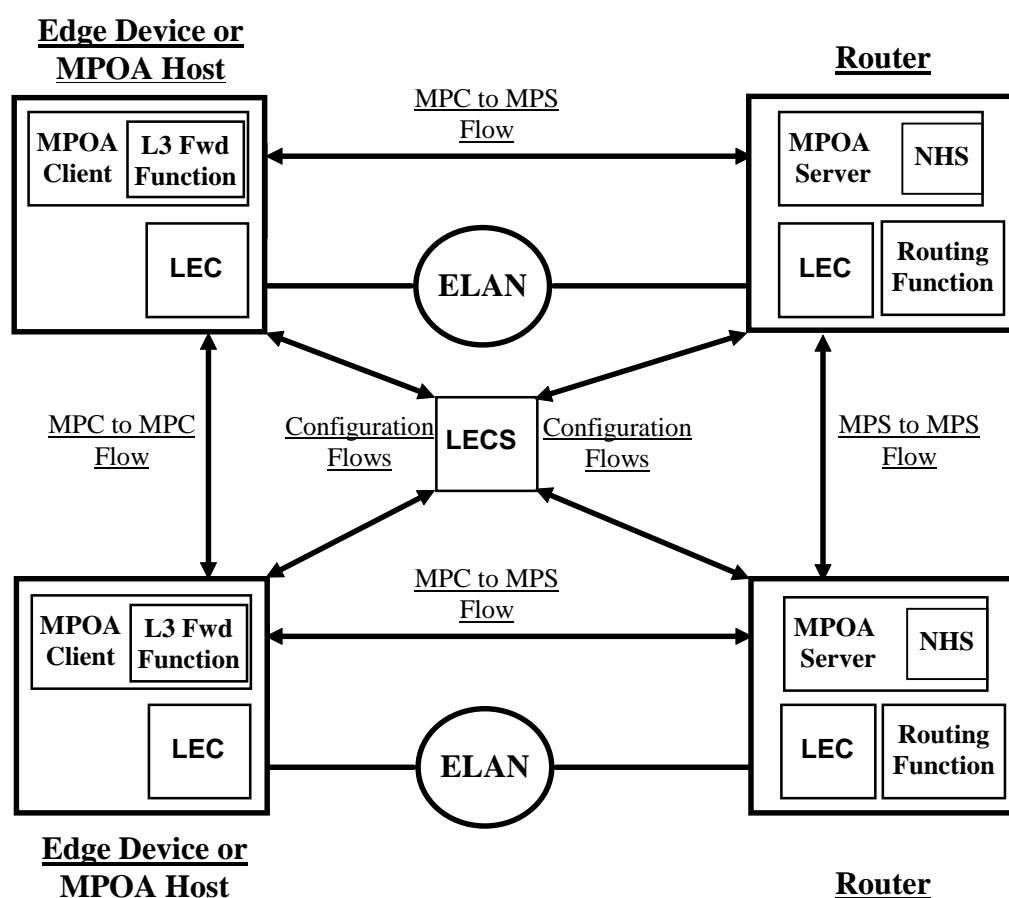 Edge Device or
MPOA Host
Router
MPC to MPS
Flow
MPOA
Client
L3 Fwd
Function
MPOA
Server
NHS
LEC
ELAN
LEC
Routing
Function
MPC to MPC
Flow
Configuration
Flows
LECS
Configuration
Flows
MPS to MPS
Flow
MPC to MPS
Flow
MPOA
Client
L3 Fwd
Function
MPOA
Server
NHS
LEC
ELAN
LEC
Routing
Function
Edge Device or
MPOA Host
Router